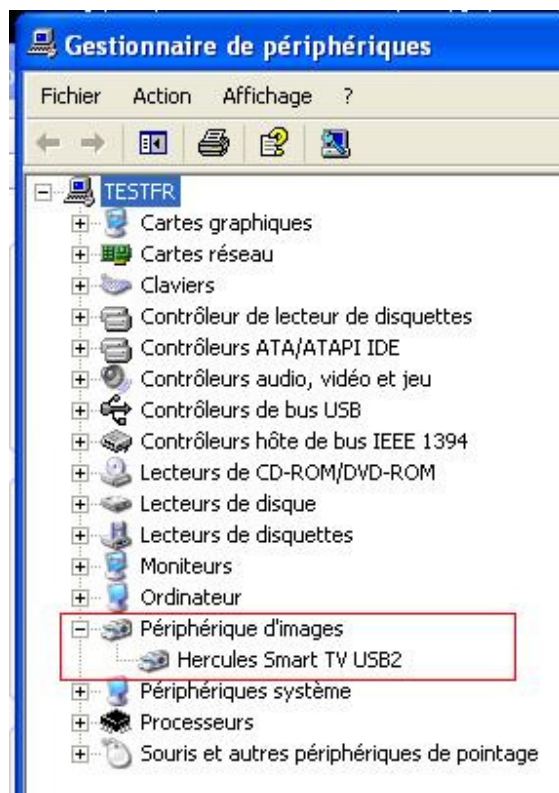 Gestionnaire de périphériques
Fichier Action Affichage ?
TESTFR
Cartes graphiques
Cartes réseau
Claviers
Contrôleur de lecteur de disquettes
Contrôleurs ATA/ATAPI IDE
Contrôleurs audio, vidéo et jeu
Contrôleurs de bus USB
Contrôleurs hôte de bus IEEE 1394
Lecteurs de CD-ROM/DVD-ROM
Lecteurs de disque
Lecteurs de disquettes
Moniteurs
Ordinateur
Périphérique d'images
Hercules Smart TV USB2
Périphériques système
Processeurs
Souris et autres périphériques de pointage